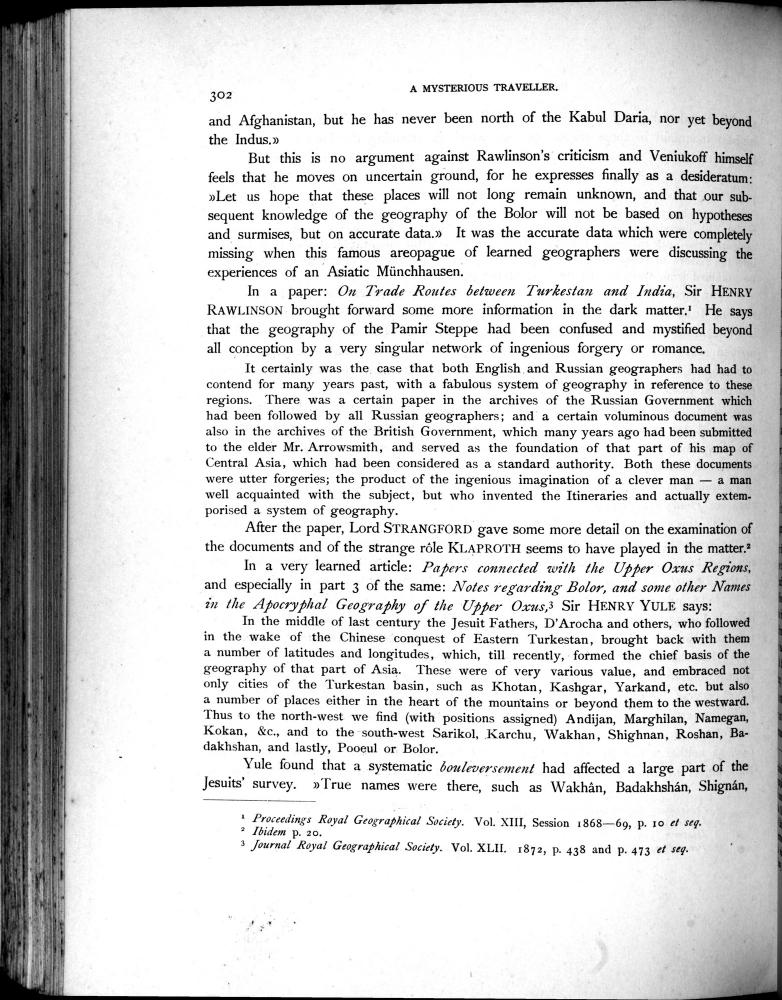 302
A MYSTERIOUS TRAVELLER.
and Afghanistan, but he has never been north of the Kabul Daria, nor yet beyond
the Indus.»
But this is no argument against Rawlinson's criticism and Veniukoff himself
feels that he moves on uncertain ground, for he expresses finally as a desideratum:
»Let us hope that these places will not long remain unknown, and that our sub-
sequent knowledge of the geography of the Bolor will not be based on hypotheses
and surmises, but on accurate data.» It was the accurate data which were completely
missing when this famous areopague of learned geographers were discussing the
experiences of an Asiatic Münchhausen.
In a paper: On Trade Routes between Turkestan and India, Sir HENRY
RAWLINSON brought forward some more information in the dark matter.¹ He says
that the geography of the Pamir Steppe had been confused and mystified beyond
all conception by a very singular network of ingenious forgery or romance.
It certainly was the case that both English and Russian geographers had had to
contend for many years past, with a fabulous system of geography in reference to these
regions. There was a certain paper in the archives of the Russian Government which
had been followed by all Russian geographers; and a certain voluminous document was
also in the archives of the British Government, which many years ago had been submitted
to the elder Mr. Arrowsmith, and served as the foundation of that part of his map of
Central Asia, which had been considered as a standard authority. Both these documents
were utter forgeries; the product of the ingenious imagination of a clever man — a man
well acquainted with the subject, but who invented the Itineraries and actually extem-
porised a system of geography.
After the paper, Lord STRANGFORD gave some more detail on the examination of
the documents and of the strange rôle KLAPROTH seems to have played in the matter.²
In a very learned article: Papers connected with the Upper Oxus Regions,
and especially in part 3 of the same: Notes regarding Bolor, and some other Names
in the Apocryphal Geography of the Upper Oxus,³ Sir HENRY YULE says:
In the middle of last century the Jesuit Fathers, D'Arocha and others, who followed
in the wake of the Chinese conquest of Eastern Turkestan, brought back with them
a number of latitudes and longitudes, which, till recently, formed the chief basis of the
geography of that part of Asia. These were of very various value, and embraced not
only cities of the Turkestan basin, such as Khotan, Kashgar, Yarkand, etc. but also
a number of places either in the heart of the mountains or beyond them to the westward.
Thus to the north-west we find (with positions assigned) Andijan, Marghilan, Namegan,
Kokan, &c., and to the south-west Sarikol, Karchu, Wakhan, Shighnan, Roshan, Ba-
dakhshan, and lastly, Pooeul or Bolor.
Yule found that a systematic bouleversement had affected a large part of the
Jesuits' survey. »True names were there, such as Wakhân, Badakhshán, Shignán,
¹ Proceedings Royal Geographical Society. Vol. XIII, Session 1868—69, p. 10 et seq.
² Ibidem p. 20.
³ Journal Royal Geographical Society. Vol. XLII. 1872, p. 438 and p. 473 et seq.